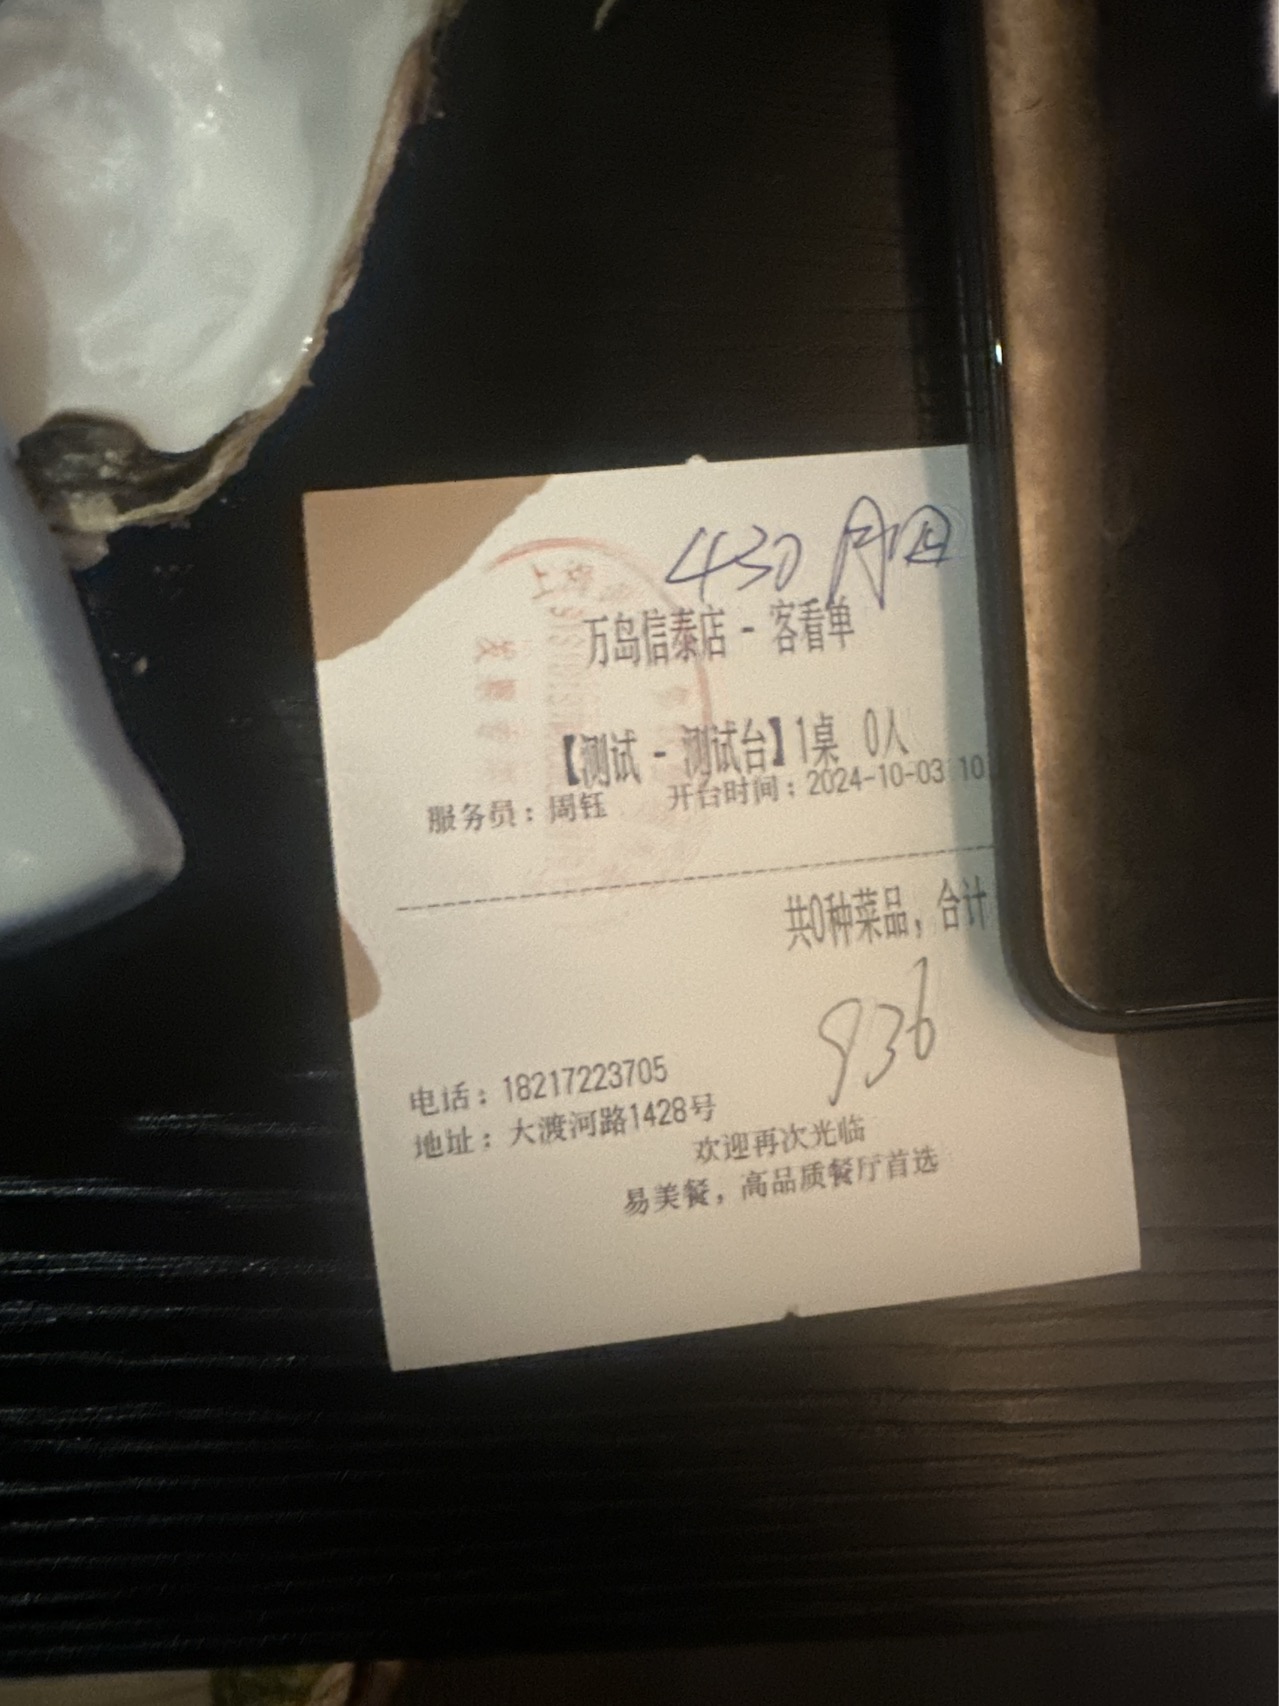 430
万岛信泰店 - 客看单
【测试 - 测试台】1桌 0人
服务员：周钰 开台时间：2024-10-03 10
共0种菜品，合计
936
电话：18217223705
地址：大渡河路1428号
欢迎再次光临
易美餐，高品质餐厅首选